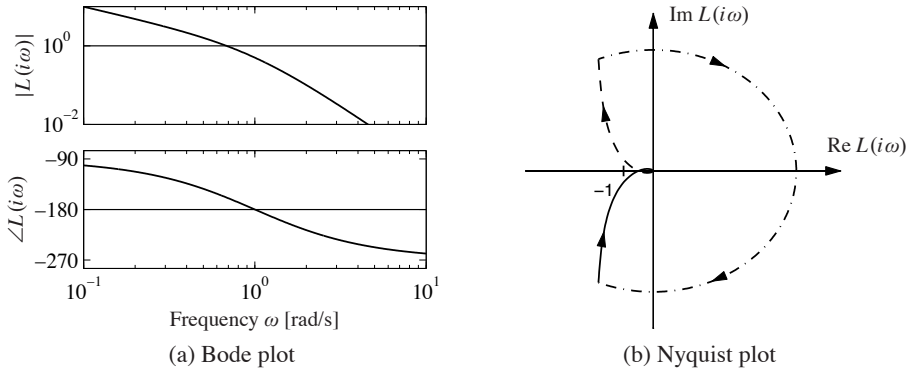 |L(iω)|
10^0
10^-2
∠L(iω)
-90
-180
-270
10^-1
10^0
10^1
Frequency ω [rad/s]
(a) Bode plot
Im L(iω)
Re L(iω)
-1
(b) Nyquist plot